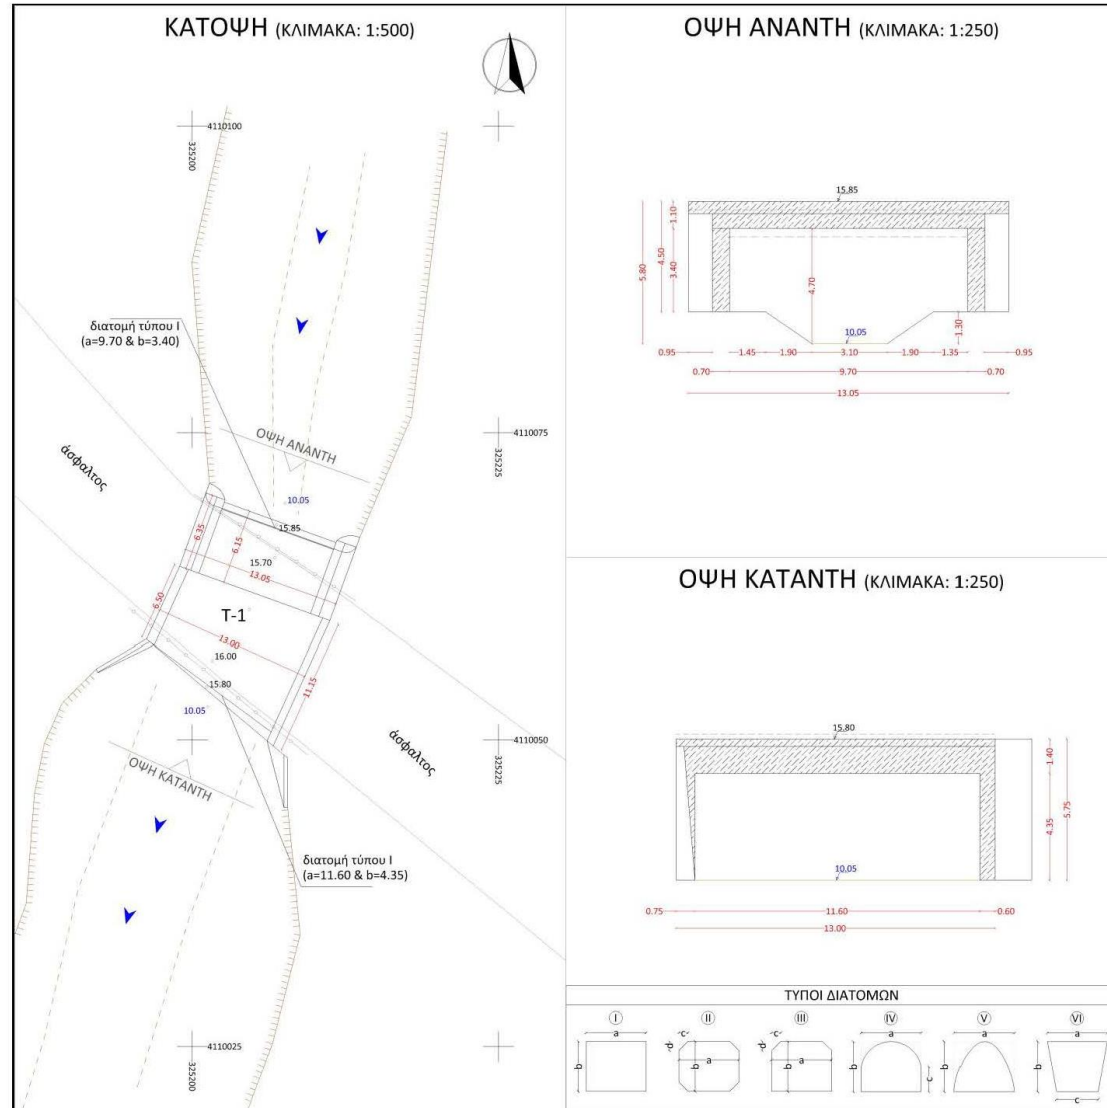 ΚΑΤΟΨΗ (ΚΛΙΜΑΚΑ: 1:500)
4110100
325200
διατομή τύπου Ι
(a=9.70 & b=3.40)
ΟΨΗ ΑΝΑΝΤΗ
4110075
325225
άσφαλτος
10.05
15.85
6.35
6.15
15.70
13.05
6.50
T-1
13.00
16.00
11.15
15.80
10.05
4110050
325225
άσφαλτος
ΟΨΗ ΚΑΤΑΝΤΗ
διατομή τύπου Ι
(a=11.60 & b=4.35)
4110025
325200
ΟΨΗ ΑΝΑΝΤΗ (ΚΛΙΜΑΚΑ: 1:250)
15.85
1.10
4.50
5.80
3.40
4.70
10.05
1.30
0.95 1.45 1.90 3.10 1.90 1.35 0.95
0.70 9.70 0.70
13.05
ΟΨΗ ΚΑΤΑΝΤΗ (ΚΛΙΜΑΚΑ: 1:250)
15.80
1.40
5.75
4.35
10.05
0.75 11.60 0.60
13.00
ΤΥΠΟΙ ΔΙΑΤΟΜΩΝ
I II III IV V VI
a c c a a a
d d
b b a b a b c b b
c